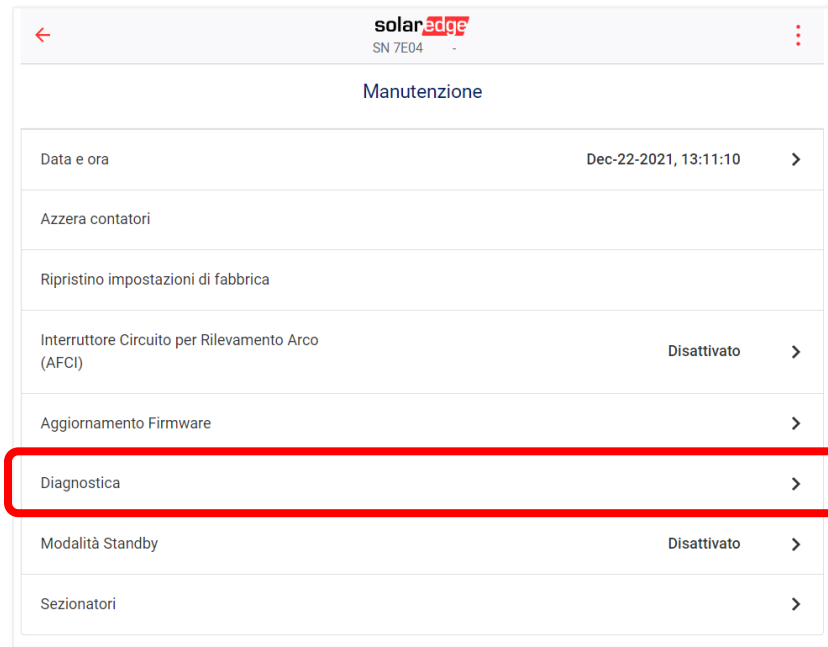 solaredge
SN 7E04 -
Manutenzione
Data e ora Dec-22-2021, 13:11:10
Azzera contatori
Ripristino impostazioni di fabbrica
Interruttore Circuito per Rilevamento Arco
(AFCI) Disattivato
Aggiornamento Firmware
Diagnostica
Modalità Standby Disattivato
Sezionatori